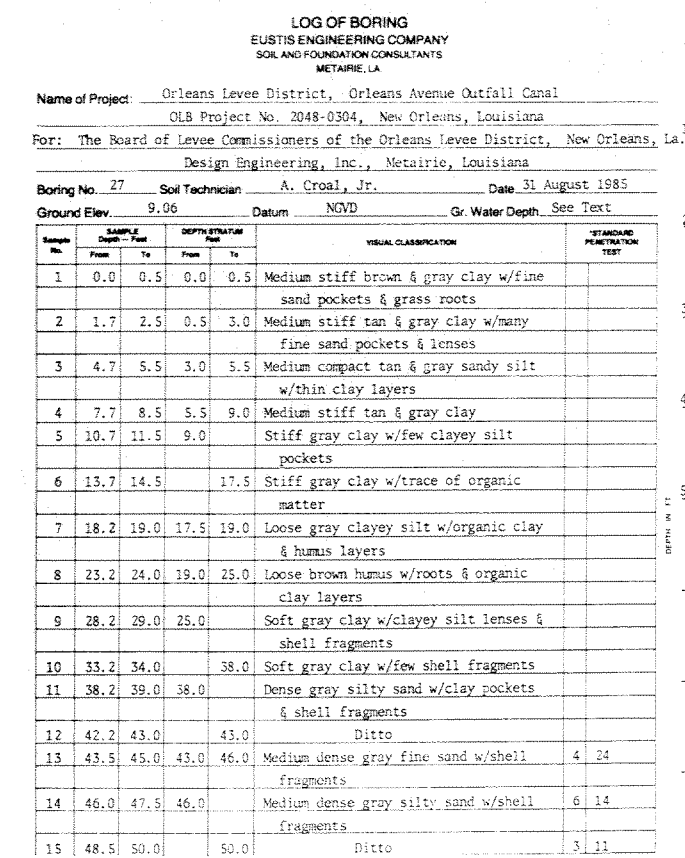 LOG OF BORING
EUSTIS ENGINEERING COMPANY
SOIL AND FOUNDATION CONSULTANTS
METAIRIE, LA
Name of Project: Orleans Levee District, Orleans Avenue Outfall Canal
OLB Project No. 2048-0304, New Orleans, Louisiana
For: The Board of Levee Commissioners of the Orleans Levee District, New Orleans, La.
Design Engineering, Inc., Metairie, Louisiana
Boring No. 27 Soil Technician A. Croal, Jr. Date 31 August 1985
Ground Elev. 9.06 Datum NGVD Gr. Water Depth See Text
Sample No. SAMPLE Depth — Feet From To DEPTH STRATUM Feet From To VISUAL CLASSIFICATION *STANDARD PENETRATION TEST
1 0.0 0.5 0.0 0.5 Medium stiff brown & gray clay w/fine
sand pockets & grass roots
2 1.7 2.5 0.5 3.0 Medium stiff tan & gray clay w/many
fine sand pockets & lenses
3 4.7 5.5 3.0 5.5 Medium compact tan & gray sandy silt
w/thin clay layers
4 7.7 8.5 5.5 9.0 Medium stiff tan & gray clay
5 10.7 11.5 9.0 Stiff gray clay w/few clayey silt
pockets
6 13.7 14.5 17.5 Stiff gray clay w/trace of organic
matter
7 18.2 19.0 17.5 19.0 Loose gray clayey silt w/organic clay
& humus layers
8 23.2 24.0 19.0 25.0 Loose brown humus w/roots & organic
clay layers
9 28.2 29.0 25.0 Soft gray clay w/clayey silt lenses &
shell fragments
10 33.2 34.0 38.0 Soft gray clay w/few shell fragments
11 38.2 39.0 38.0 Dense gray silty sand w/clay pockets
& shell fragments
12 42.2 43.0 43.0 Ditto
13 43.5 45.0 43.0 46.0 Medium dense gray fine sand w/shell 4 24
fragments
14 46.0 47.5 46.0 Medium dense gray silty sand w/shell 6 14
fragments
15 48.5 50.0 50.0 Ditto 3 11
DEPTH IN FT